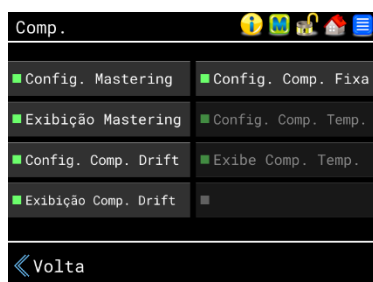 Comp.
Config. Mastering
Config. Comp. Fixa
Exibição Mastering
Config. Comp. Temp.
Config. Comp. Drift
Exibe Comp. Temp.
Exibição Comp. Drift
Volta